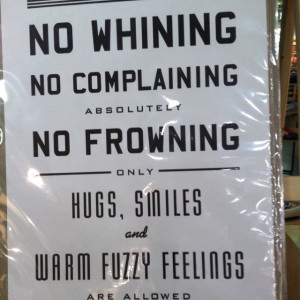 NO WHINING
NO COMPLAINING
ABSOLUTELY
NO FROWNING
ONLY
HUGS, SMILES
and
WARM FUZZY FEELINGS
ARE ALLOWED